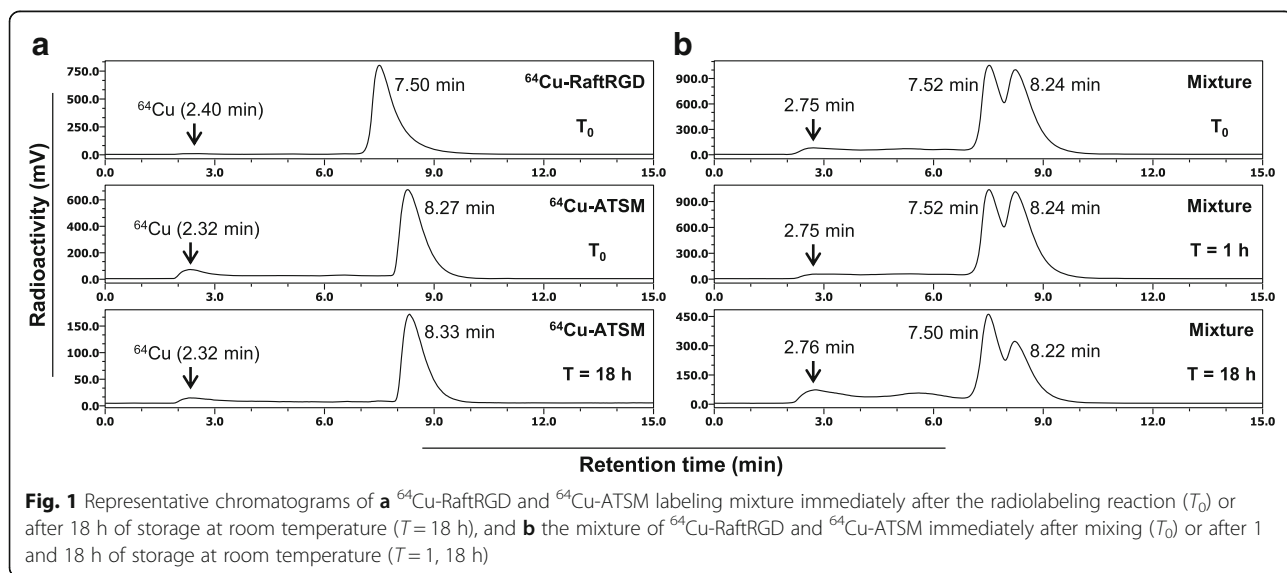 a
Radioactivity (mV)
750.0
500.0
250.0
0.0
⁶⁴Cu (2.40 min)
7.50 min
⁶⁴Cu-RaftRGD
T₀
0.0 3.0 6.0 9.0 12.0 15.0
600.0
400.0
200.0
0.0
⁶⁴Cu (2.32 min)
8.27 min
⁶⁴Cu-ATSM
T₀
0.0 3.0 6.0 9.0 12.0 15.0
150.0
100.0
50.0
0.0
⁶⁴Cu (2.32 min)
8.33 min
⁶⁴Cu-ATSM
T = 18 h
0.0 3.0 6.0 9.0 12.0 15.0
b
900.0
600.0
300.0
0.0
2.75 min
7.52 min
8.24 min
Mixture
T₀
0.0 3.0 6.0 9.0 12.0 15.0
900.0
600.0
300.0
0.0
2.75 min
7.52 min
8.24 min
Mixture
T = 1 h
0.0 3.0 6.0 9.0 12.0 15.0
450.0
300.0
150.0
0.0
2.76 min
7.50 min
8.22 min
Mixture
T = 18 h
0.0 3.0 6.0 9.0 12.0 15.0
Retention time (min)
Fig. 1 Representative chromatograms of a ⁶⁴Cu-RaftRGD and ⁶⁴Cu-ATSM labeling mixture immediately after the radiolabeling reaction (T₀) or
after 18 h of storage at room temperature (T = 18 h), and b the mixture of ⁶⁴Cu-RaftRGD and ⁶⁴Cu-ATSM immediately after mixing (T₀) or after 1
and 18 h of storage at room temperature (T = 1, 18 h)